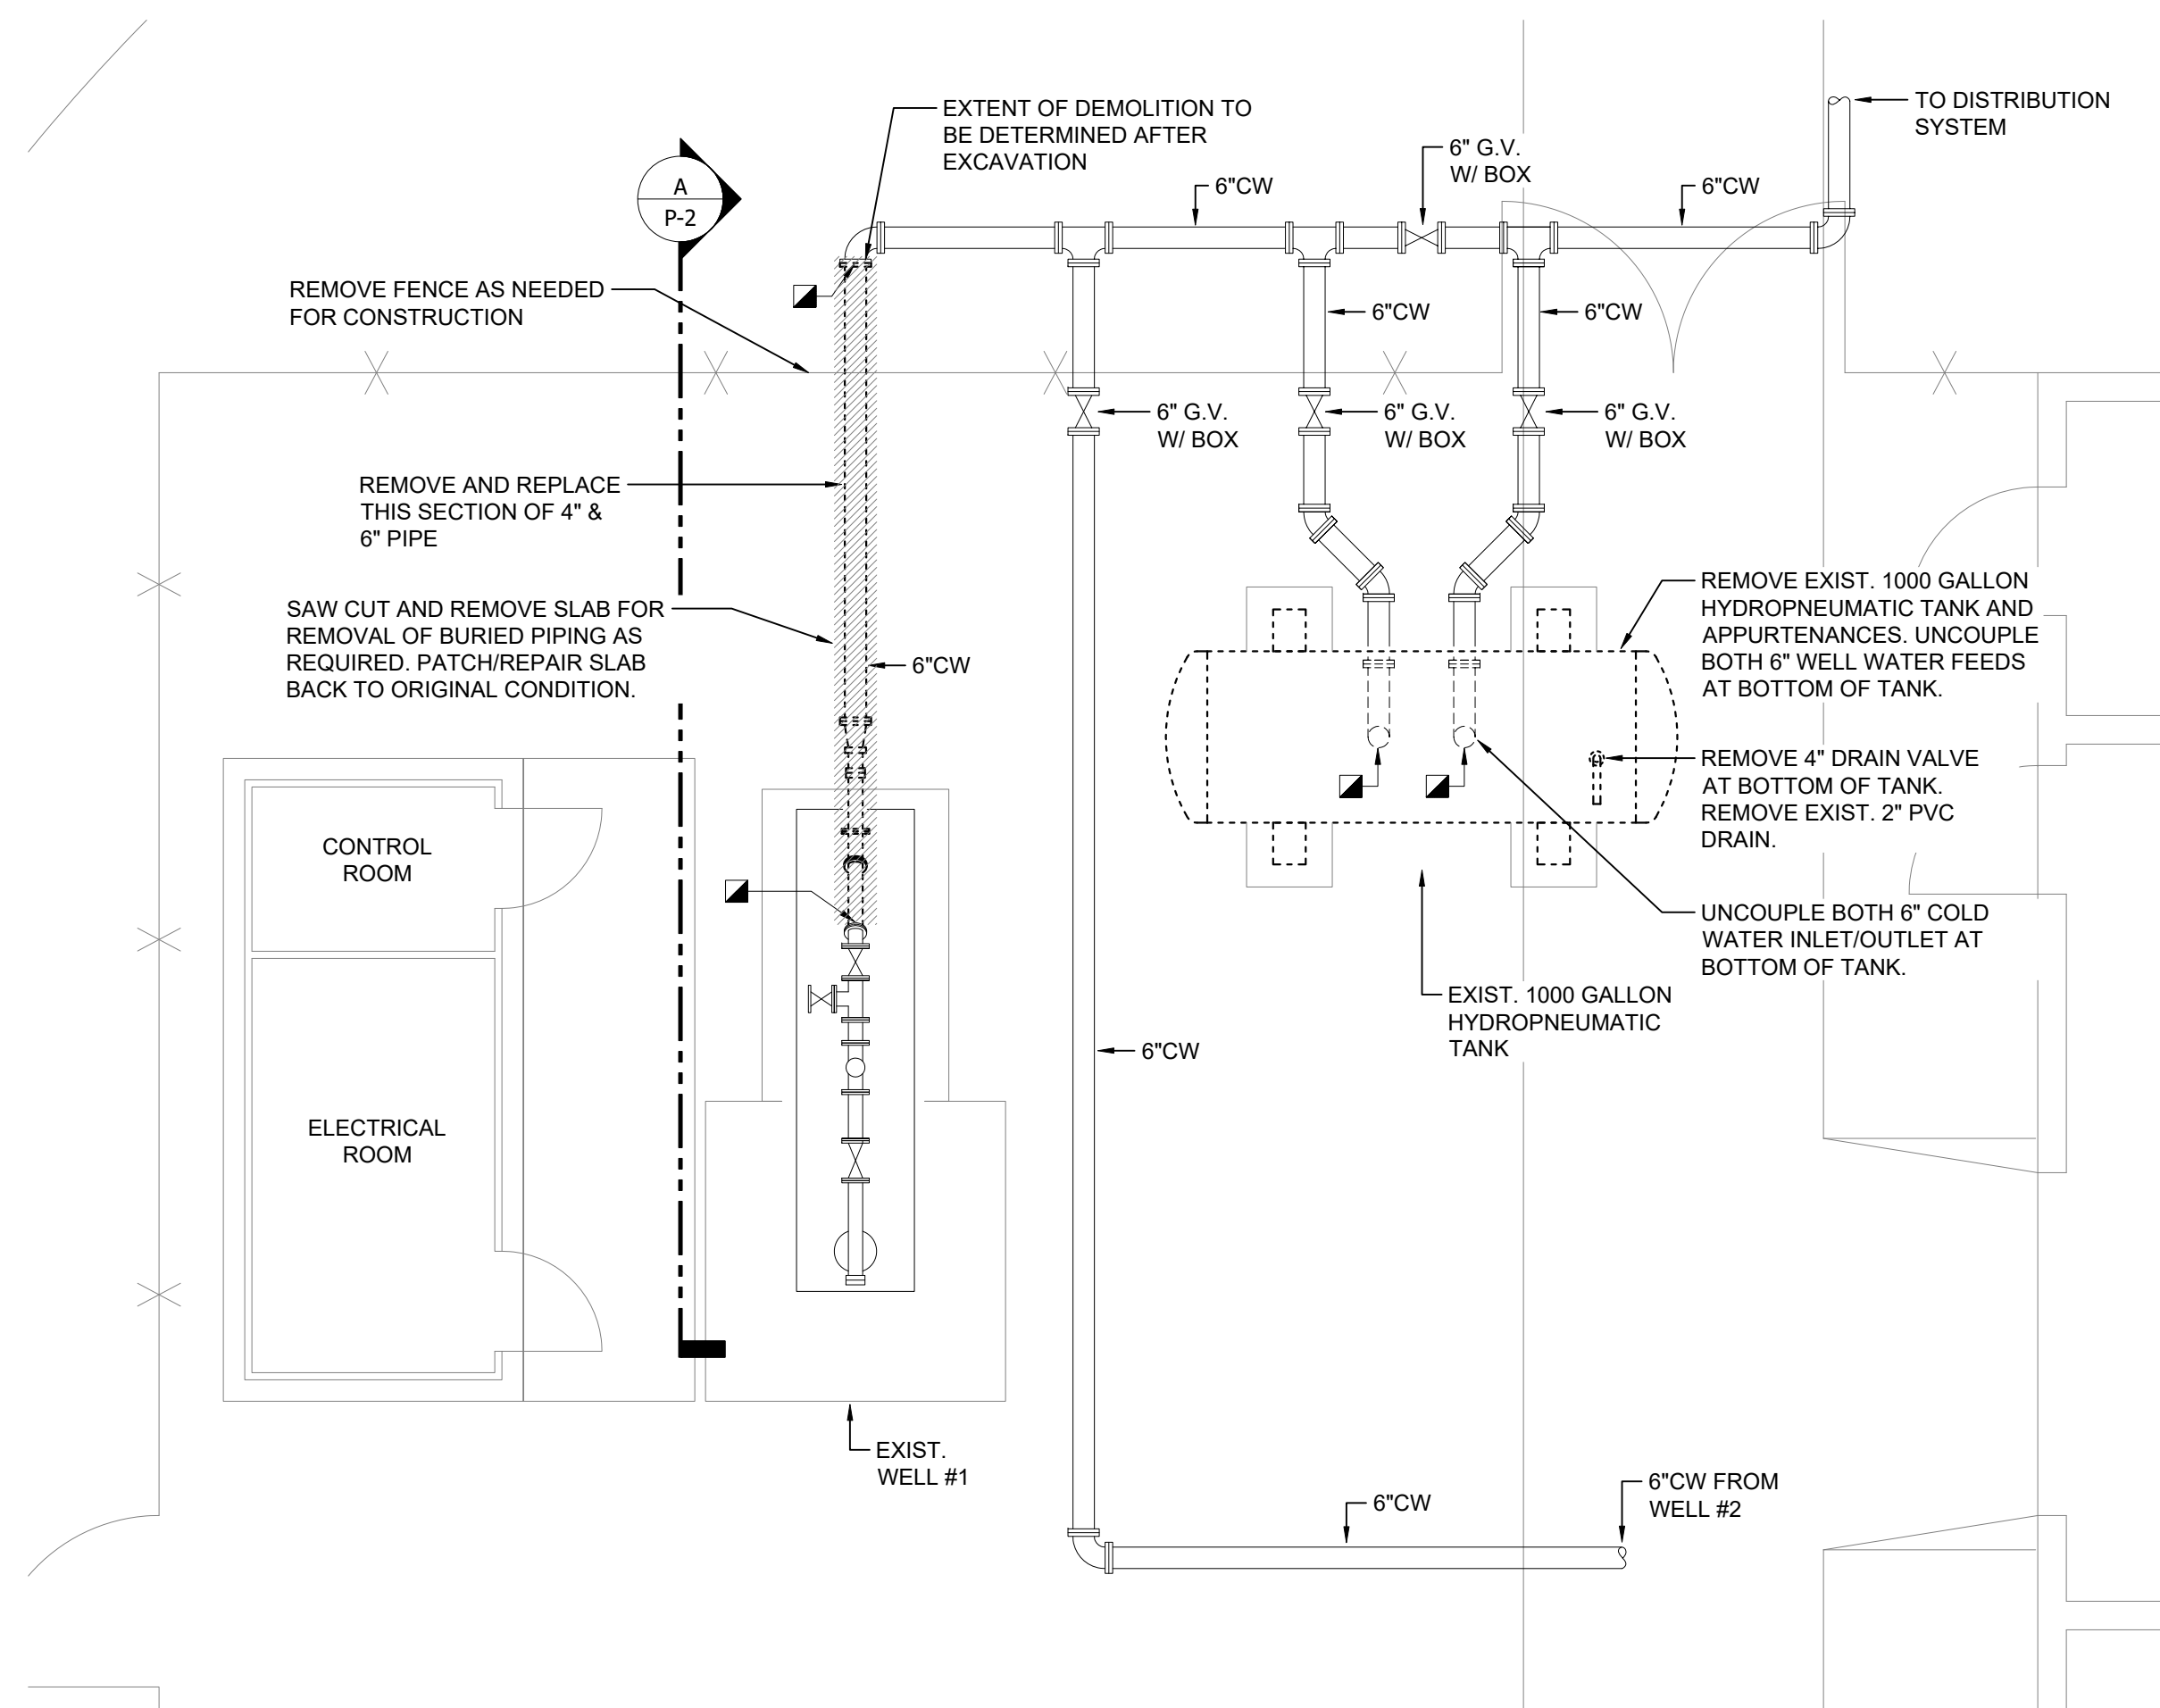 EXTENT OF DEMOLITION TO
BE DETERMINED AFTER
EXCAVATION
TO DISTRIBUTION
SYSTEM
6" G.V.
W/ BOX
6"CW
6"CW
A
P-2
REMOVE FENCE AS NEEDED
FOR CONSTRUCTION
6"CW
6"CW
6" G.V.
W/ BOX
6" G.V.
W/ BOX
6" G.V.
W/ BOX
REMOVE AND REPLACE
THIS SECTION OF 4" &
6" PIPE
SAW CUT AND REMOVE SLAB FOR
REMOVAL OF BURIED PIPING AS
REQUIRED. PATCH/REPAIR SLAB
BACK TO ORIGINAL CONDITION.
6"CW
REMOVE EXIST. 1000 GALLON
HYDROPNEUMATIC TANK AND
APPURTENANCES. UNCOUPLE
BOTH 6" WELL WATER FEEDS
AT BOTTOM OF TANK.
REMOVE 4" DRAIN VALVE
AT BOTTOM OF TANK.
REMOVE EXIST. 2" PVC
DRAIN.
CONTROL
ROOM
UNCOUPLE BOTH 6" COLD
WATER INLET/OUTLET AT
BOTTOM OF TANK.
EXIST. 1000 GALLON
HYDROPNEUMATIC
TANK
6"CW
ELECTRICAL
ROOM
EXIST.
WELL #1
6"CW
6"CW FROM
WELL #2